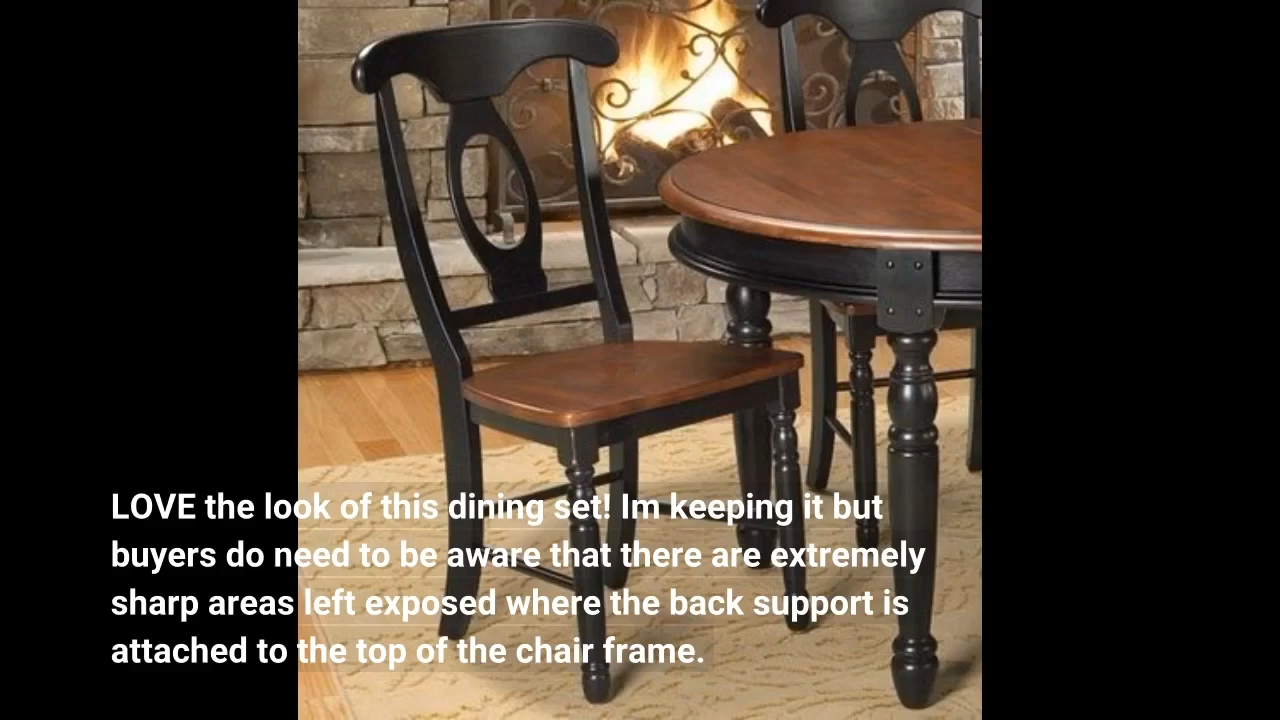 LOVE the look of this dining set! Im keeping it but
buyers do need to be aware that there are extremely
sharp areas left exposed where the back support is
attached to the top of the chair frame.